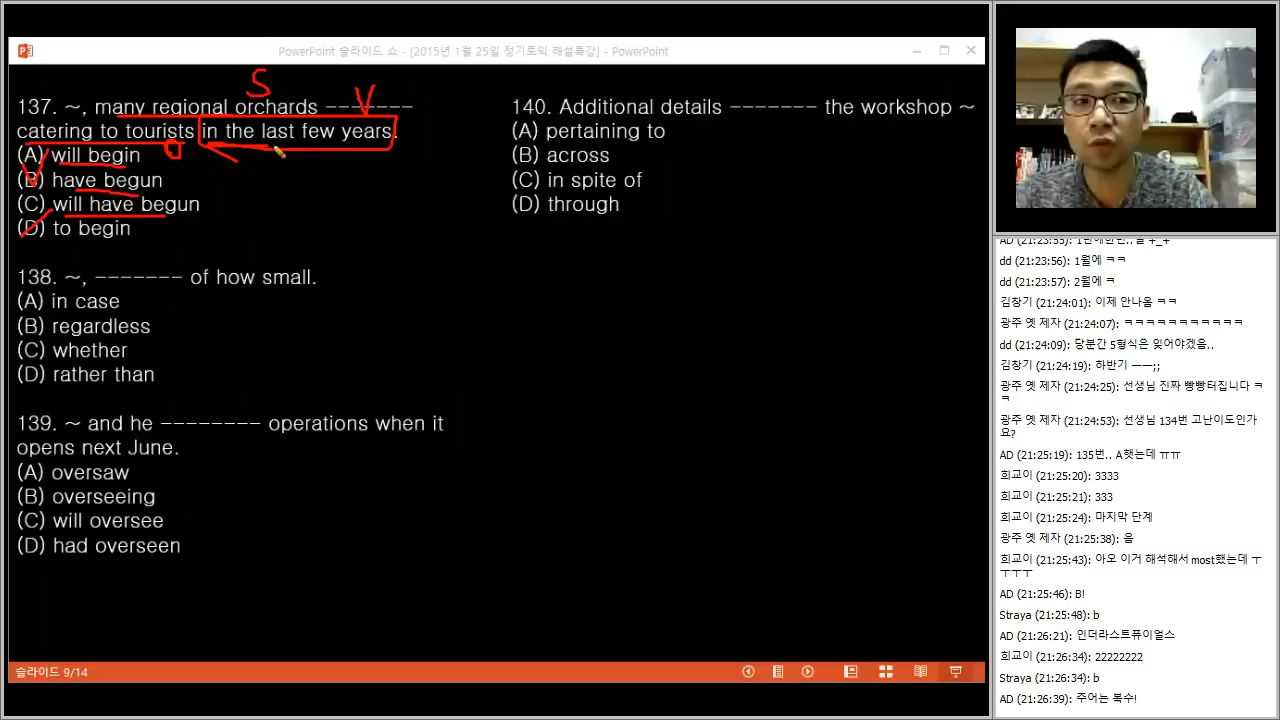 PowerPoint 슬라이드 쇼 - [2015년 1월 25일 정기토익 해설특강] - PowerPoint
S
V
137. ~, many regional orchards -------
catering to tourists in the last few years.
O
(A) will begin
(B) have begun
(C) will have begun
(D) to begin
138. ~, ------- of how small.
(A) in case
(B) regardless
(C) whether
(D) rather than
139. ~ and he -------- operations when it
opens next June.
(A) oversaw
(B) overseeing
(C) will oversee
(D) had overseen
140. Additional details ------- the workshop ~
(A) pertaining to
(B) across
(C) in spite of
(D) through
슬라이드 9/14
dd (21:23:56): 1월에 ㅋㅋ
dd (21:23:57): 2월에 ㅋ
김창기 (21:24:01): 이제 안나옴 ㅋㅋ
광주 옛 제자 (21:24:07): ㅋㅋㅋㅋㅋㅋㅋㅋㅋㅋㅋ
dd (21:24:09): 당분간 5형식은 잊어야겠음..
김창기 (21:24:19): 하반기 ㅡㅡ;;
광주 옛 제자 (21:24:25): 선생님 진짜 빵빵터집니다 ㅋ
ㅋ
광주 옛 제자 (21:24:53): 선생님 134번 고난이도인가
요?
AD (21:25:19): 135번.. A했는데 ㅠㅠ
희교이 (21:25:20): 3333
희교이 (21:25:21): 333
희교이 (21:25:24): 마지막 단계
광주 옛 제자 (21:25:38): 음
희교이 (21:25:43): 아오 이거 해석해서 most했는데 ㅜ
ㅜㅜㅜㅜ
AD (21:25:46): B!
Straya (21:25:48): b
AD (21:26:21): 인더라스트퓨이얼스
희교이 (21:26:34): 22222222
Straya (21:26:34): b
AD (21:26:39): 주어는 복수!